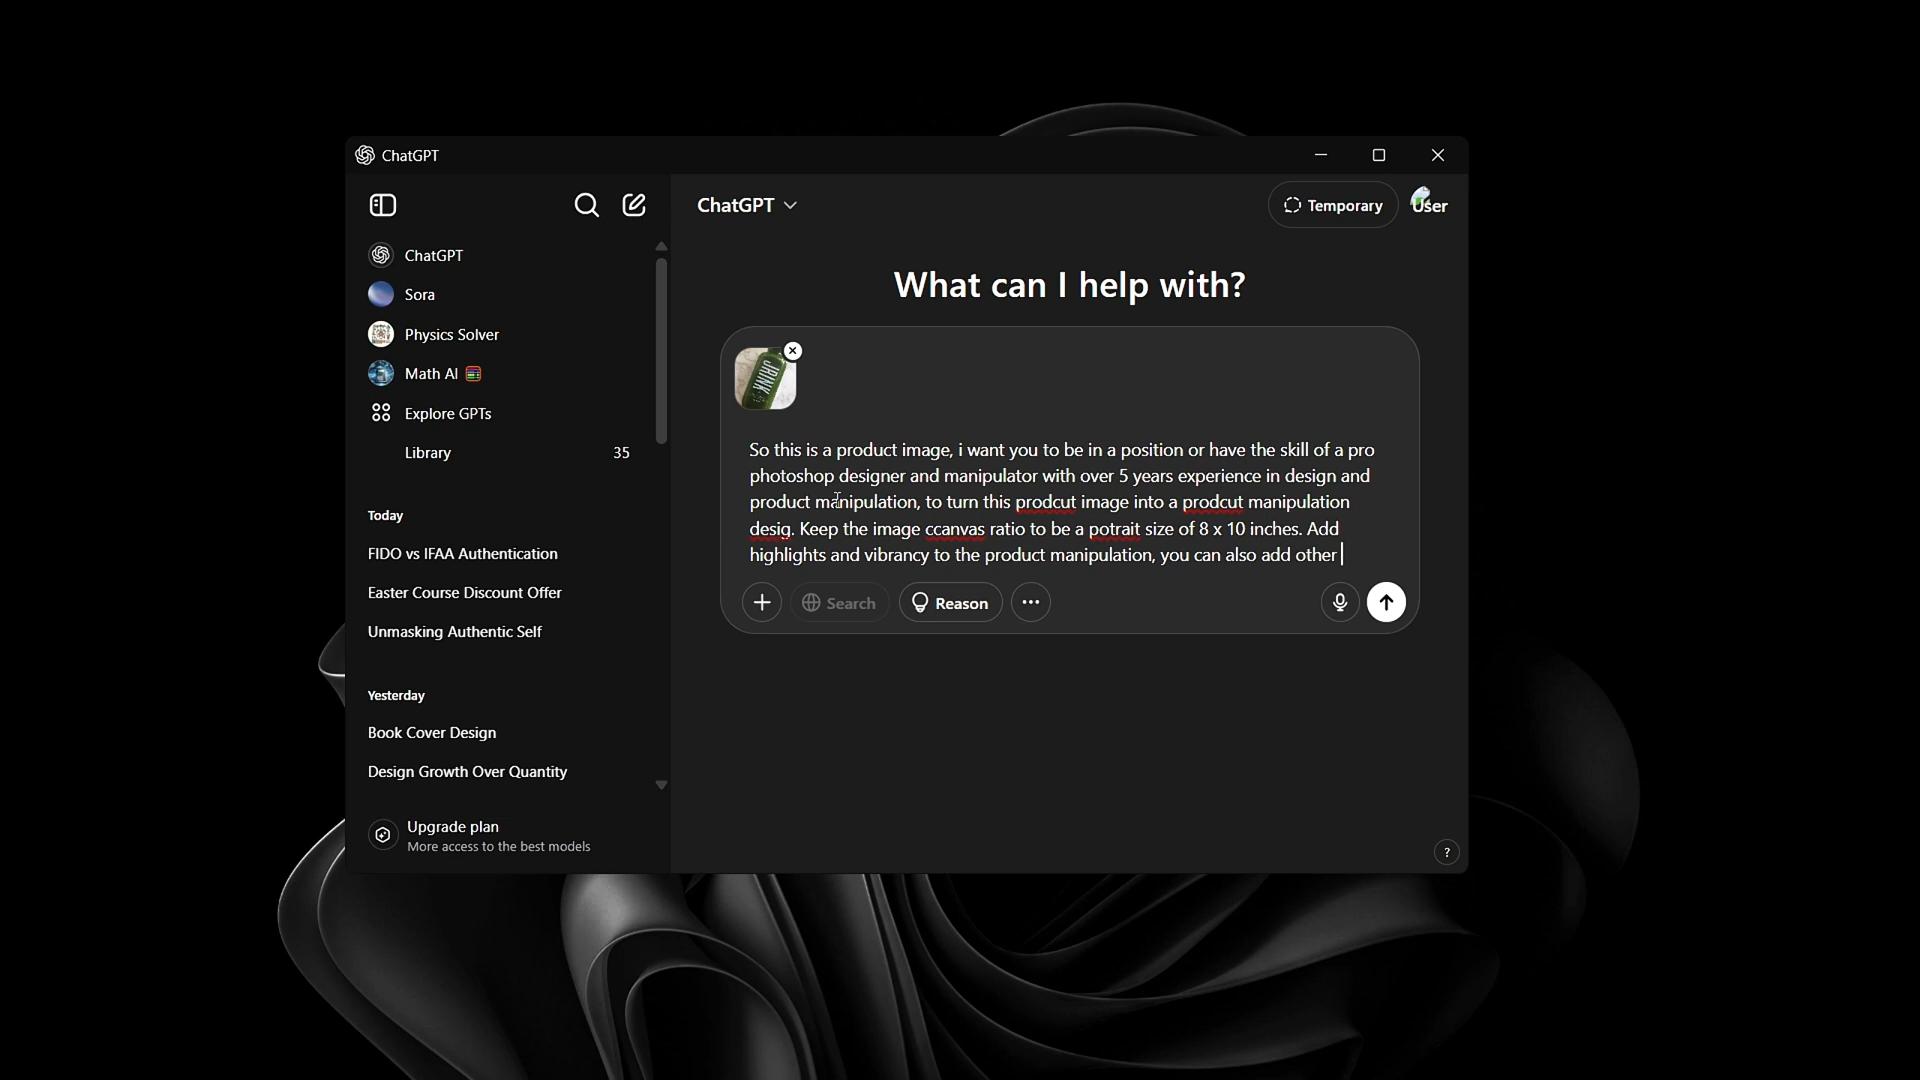 ChatGPT
ChatGPT
Temporary
User
ChatGPT
Sora
Physics Solver
Math AI
Explore GPTs
Library 35
Today
FIDO vs IFAA Authentication
Easter Course Discount Offer
Unmasking Authentic Self
Yesterday
Book Cover Design
Design Growth Over Quantity
Upgrade plan
More access to the best models
What can I help with?
JRINK
So this is a product image, i want you to be in a position or have the skill of a pro
photoshop designer and manipulator with over 5 years experience in design and
product manipulation, to turn this prodcut image into a prodcut manipulation
desig. Keep the image ccanvas ratio to be a potrait size of 8 x 10 inches. Add
highlights and vibrancy to the product manipulation, you can also add other
Search
Reason
?